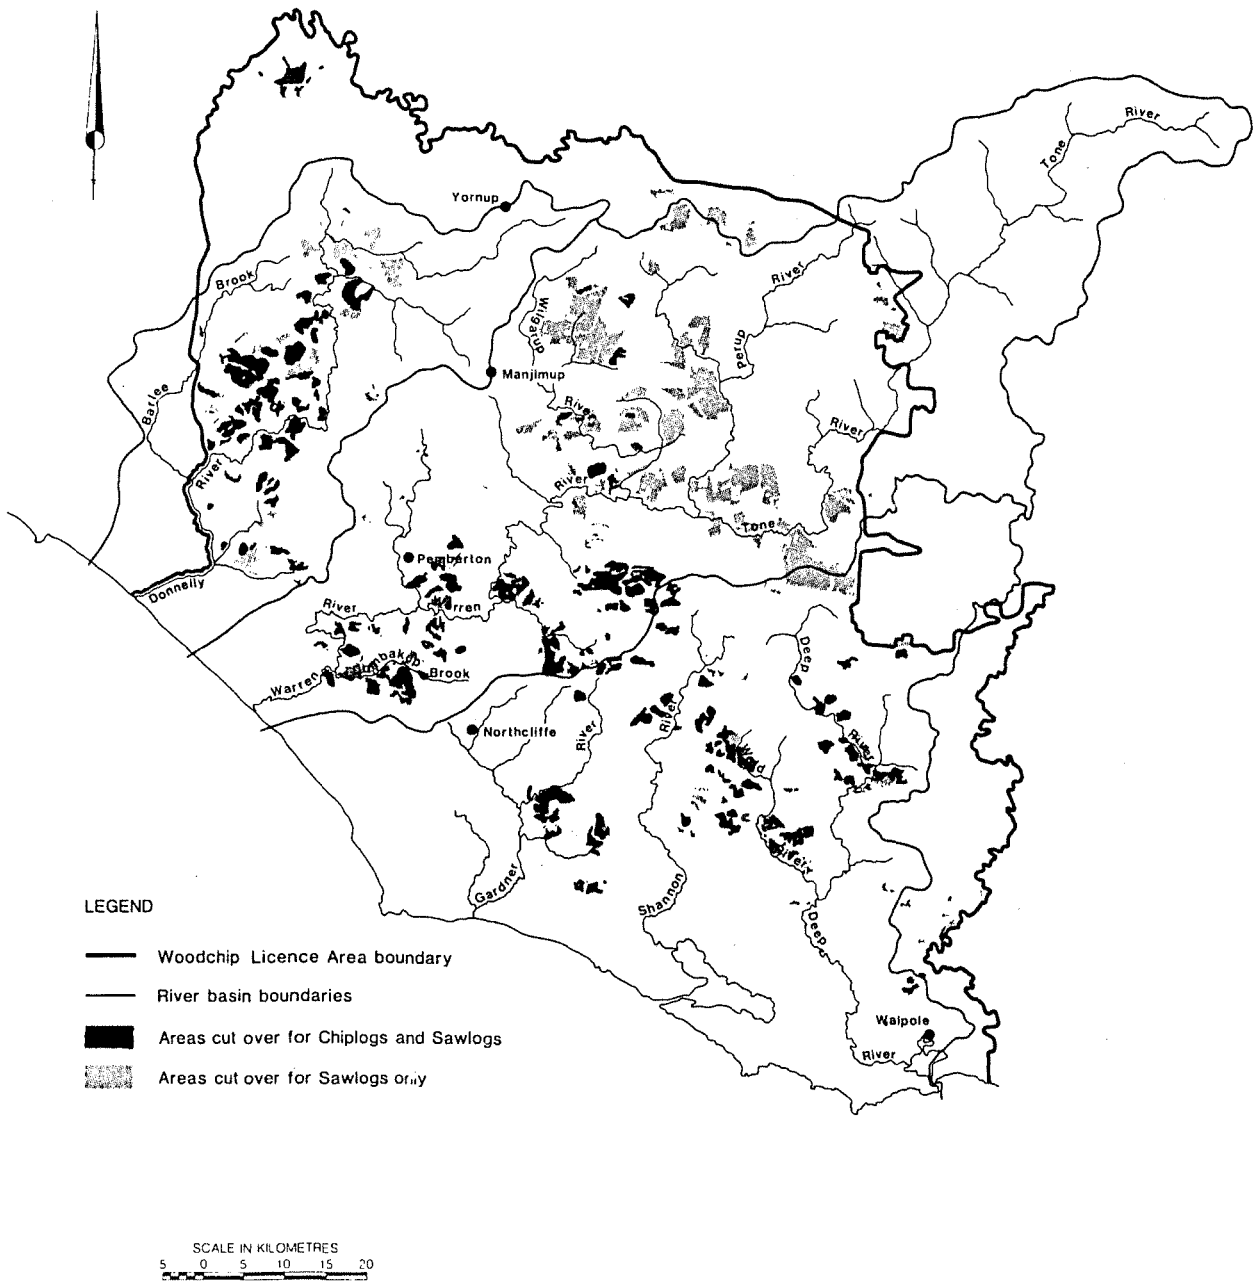 River
Tone
Yornup
Brook
River
Wilgarup
Perup
Manjimup
Barlee
River
River
River
River
Tone
Pemberton
Donnelly
River
Warren
Deep
Brook
Warren
River
Northcliffe
River
River
Weld
River
Gardner
Shannon
Deep
LEGEND
Woodchip Licence Area boundary
River basin boundaries
Areas cut over for Chiplogs and Sawlogs
Walpole
River
Areas cut over for Sawlogs only
SCALE IN KILOMETRES
5 0 5 10 15 20